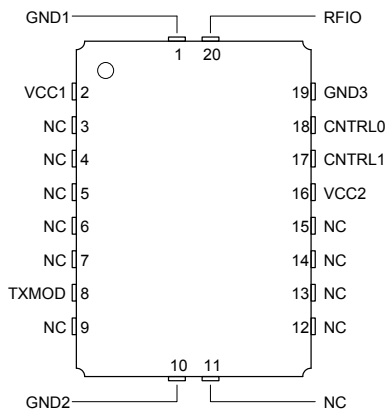 GND1 RFIO
1 20
VCC1 2 19 GND3
NC 3 18 CNTRL0
NC 4 17 CNTRL1
NC 5 16 VCC2
NC 6 15 NC
NC 7 14 NC
TXMOD 8 13 NC
NC 9 12 NC
10 11
GND2 NC